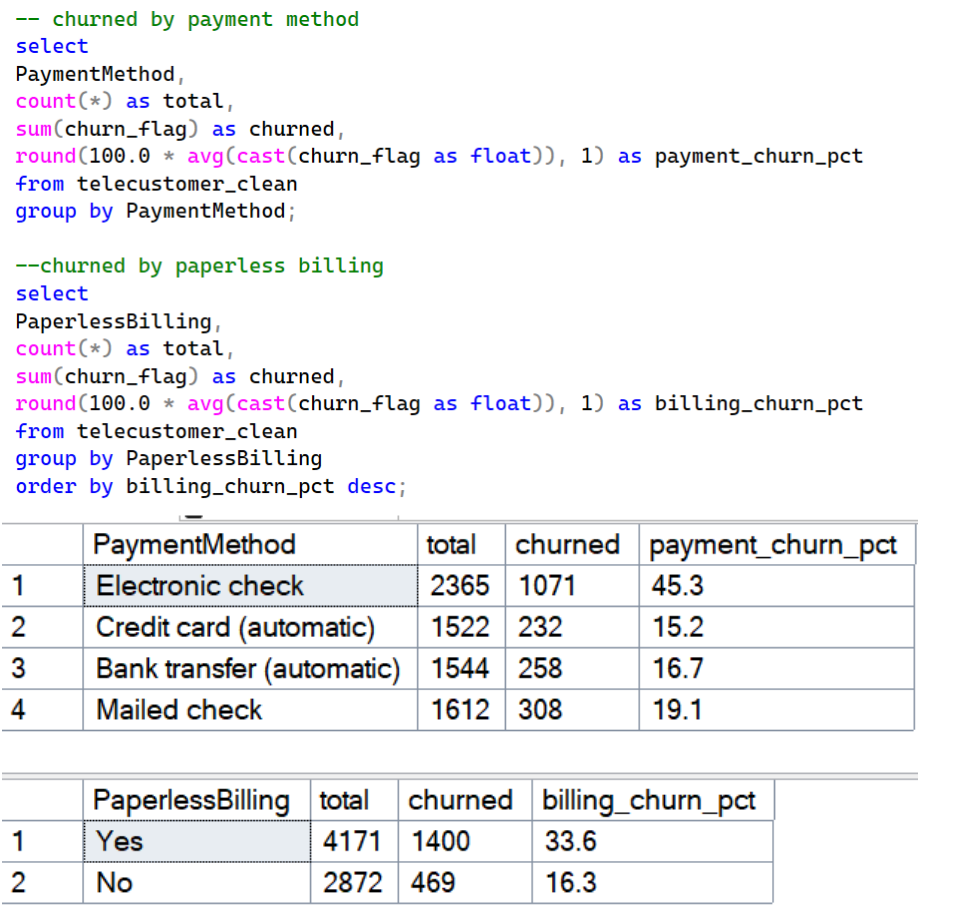 -- churned by payment method
select
PaymentMethod,
count(*) as total,
sum(churn_flag) as churned,
round(100.0 * avg(cast(churn_flag as float)), 1) as payment_churn_pct
from telecustomer_clean
group by PaymentMethod;
--churned by paperless billing
select
PaperlessBilling,
count(*) as total,
sum(churn_flag) as churned,
round(100.0 * avg(cast(churn_flag as float)), 1) as billing_churn_pct
from telecustomer_clean
group by PaperlessBilling
order by billing_churn_pct desc;
PaymentMethod total churned payment_churn_pct
1 Electronic check 2365 1071 45.3
2 Credit card (automatic) 1522 232 15.2
3 Bank transfer (automatic) 1544 258 16.7
4 Mailed check 1612 308 19.1
PaperlessBilling total churned billing_churn_pct
1 Yes 4171 1400 33.6
2 No 2872 469 16.3